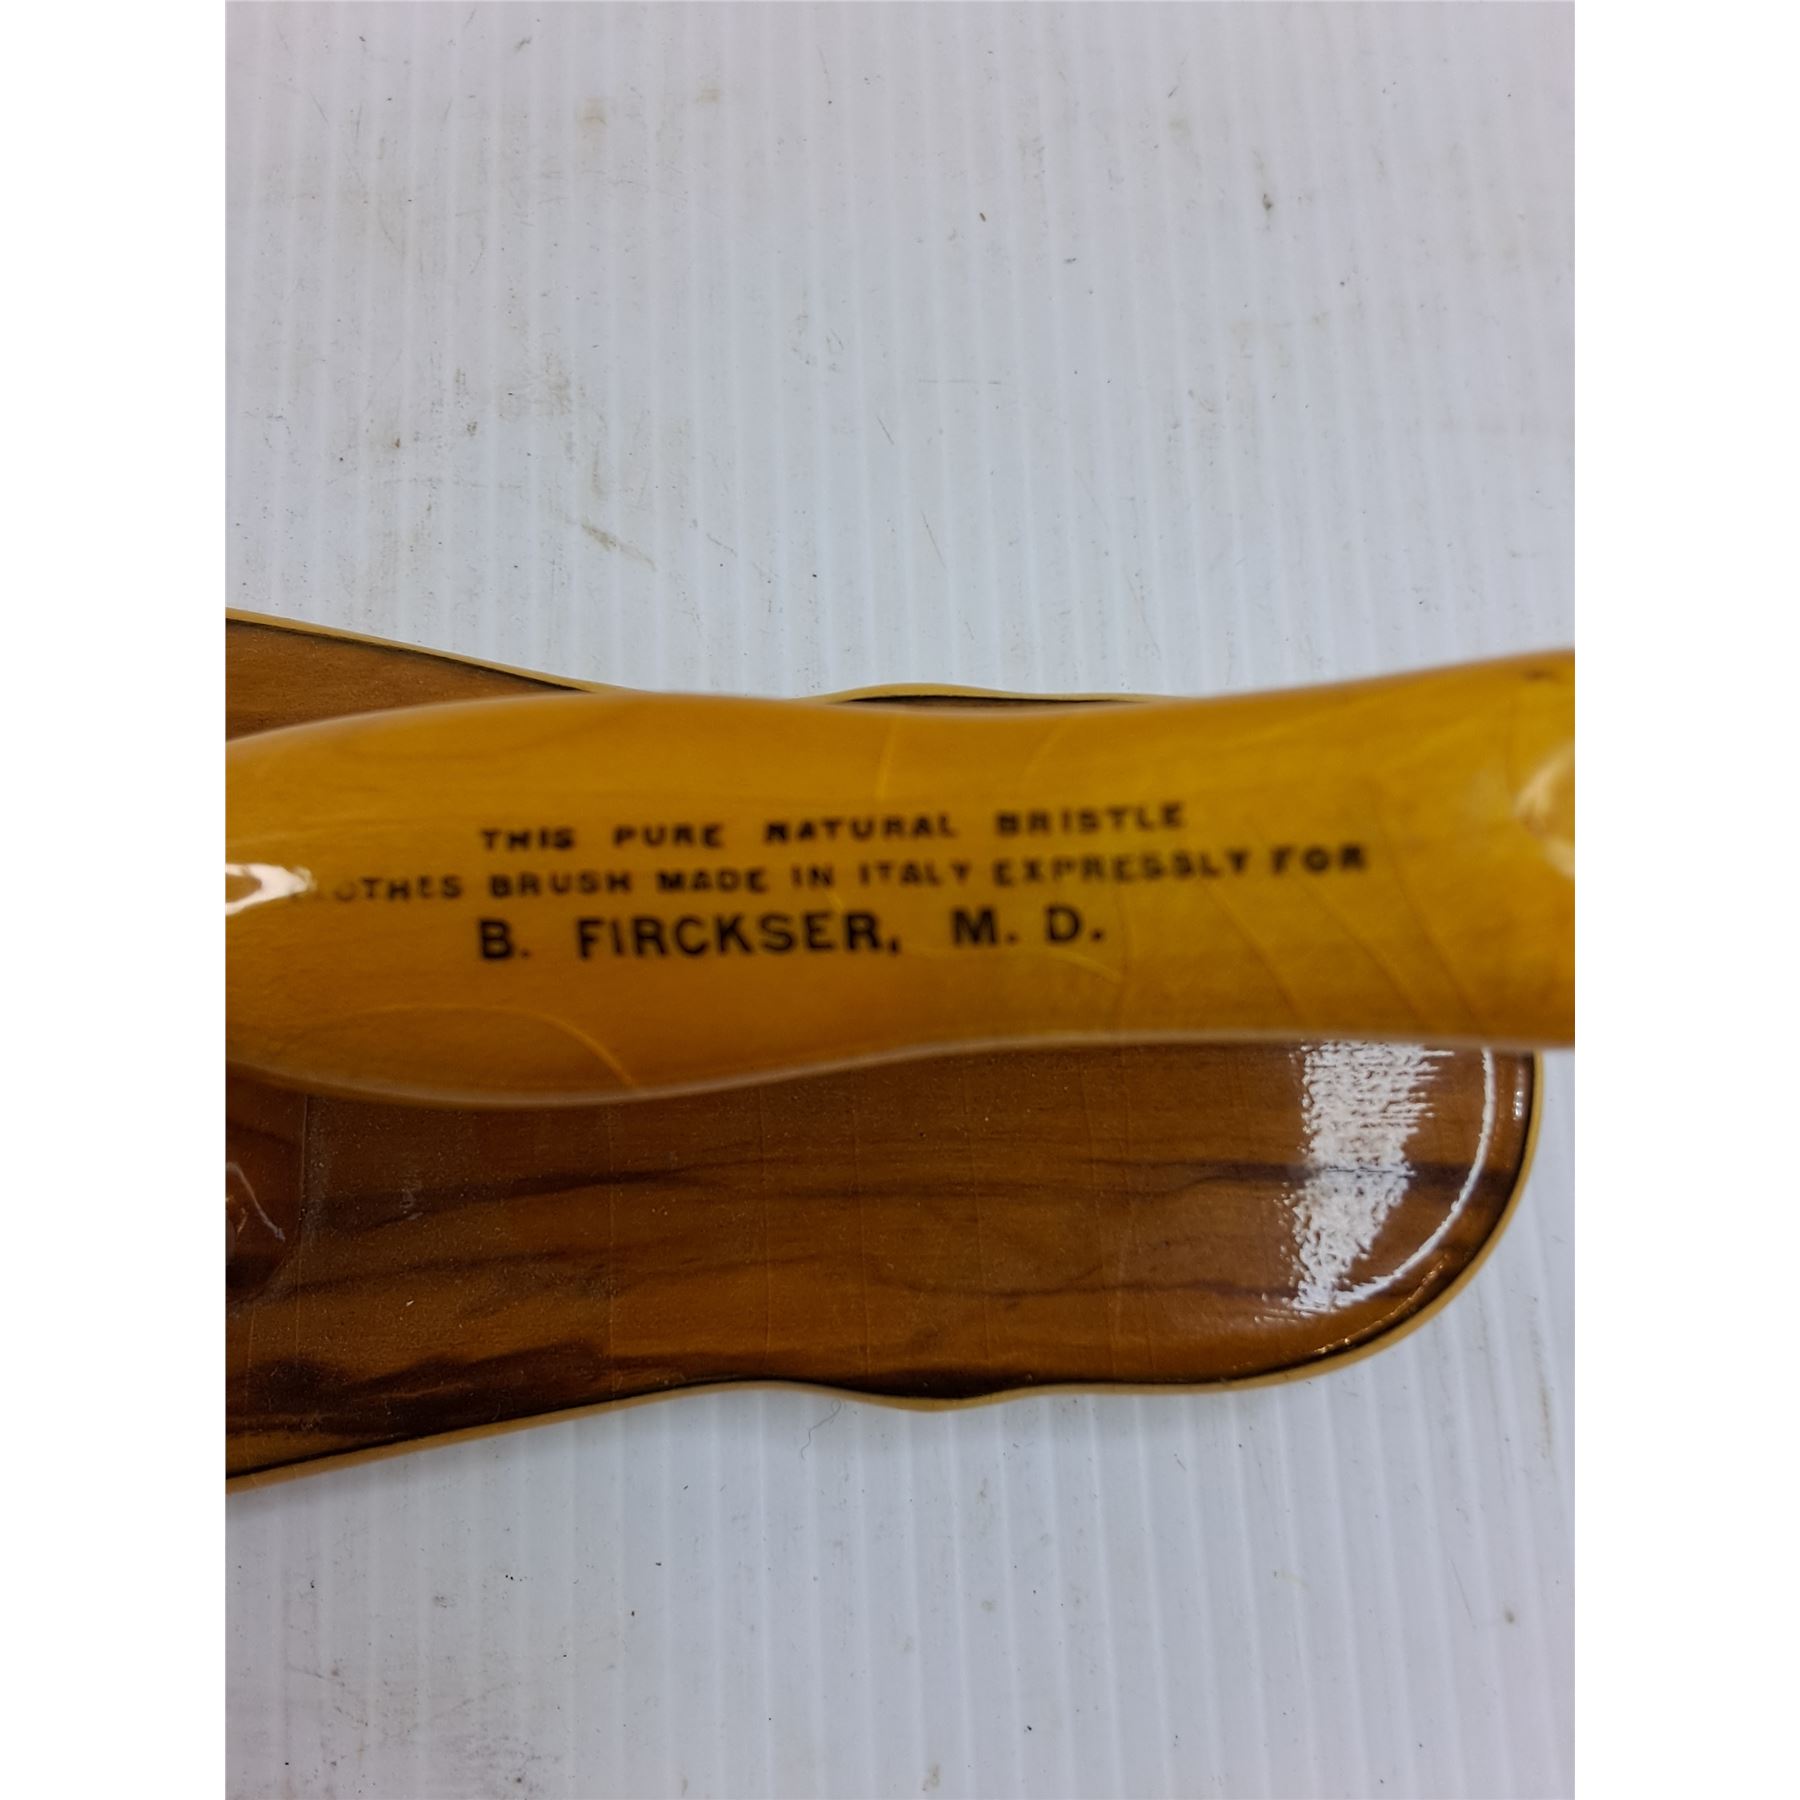 THIS PURE NATURAL BRISTLE
CLOTHES BRUSH MADE IN ITALY EXPRESSLY FOR
B. FIRCKSER, M. D.